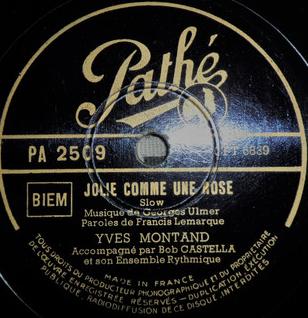 Pathé
PA 2509
BIEM
JOLIE COMME UNE ROSE
Slow
Musique de Georges Ulmer
Paroles de Francis Lemarque
YVES MONTAND
Accompagné par Bob CASTELLA
et son Ensemble Rythmique
MADE IN FRANCE
TOUS DROITS DU PRODUCTEUR PHONOGRAPHIQUE ET DU PROPRIETAIRE
DE L'ŒUVRE ENREGISTRÉE RÉSERVÉS - DUPLICATION, EXÉCUTION
PUBLIQUE, RADIODIFFUSION DE CE DISQUE INTERDITES